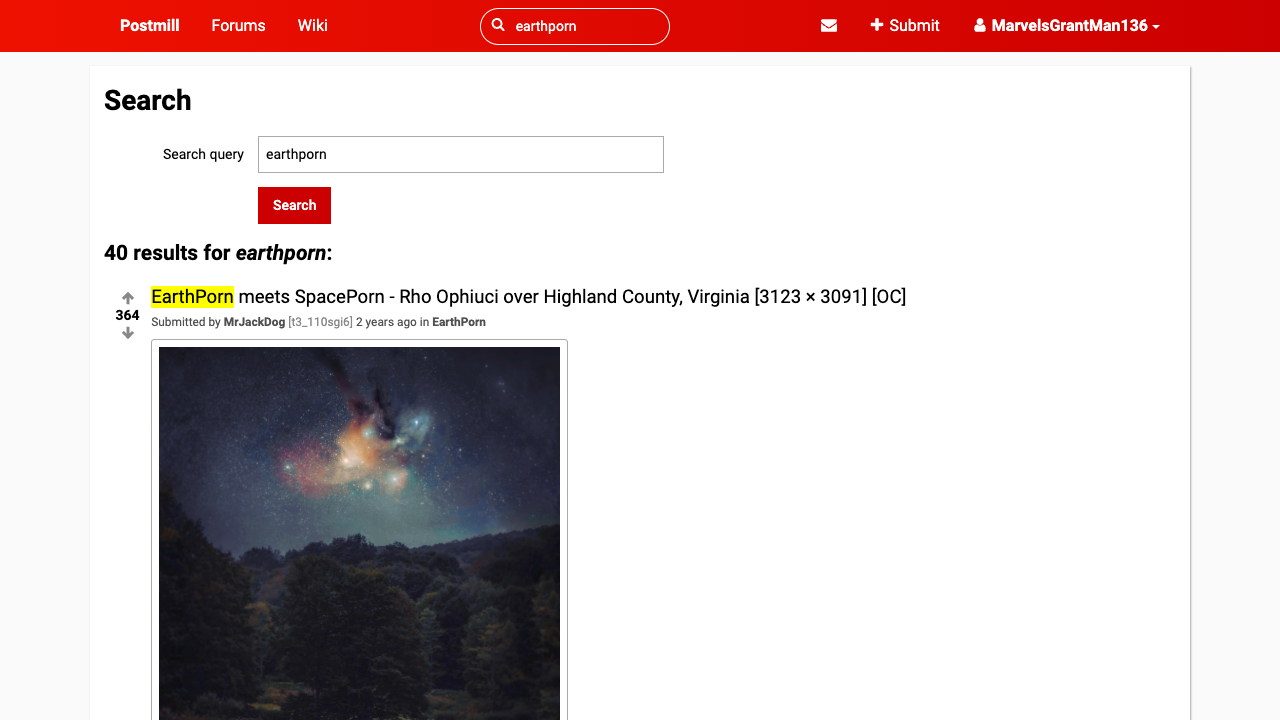 Postmill Forums Wiki earthporn Submit MarvelsGrantMan136
Search
Search query earthporn
Search
40 results for earthporn:
EarthPorn meets SpacePorn - Rho Ophiuci over Highland County, Virginia [3123 × 3091] [OC]
364
Submitted by MrJackDog [t3_110sgi6] 2 years ago in EarthPorn